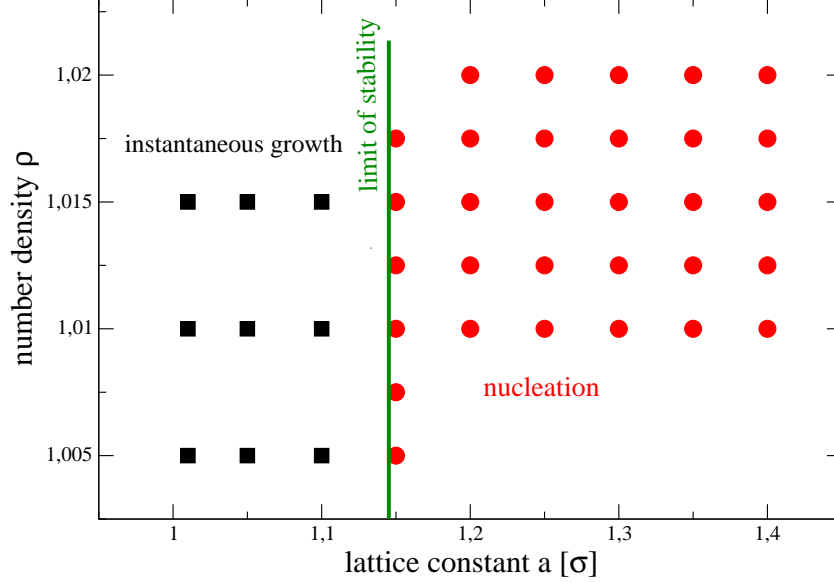 1,02
1,015
1,01
1,005
number density ρ
instantaneous growth
limit of stability
nucleation
1
1,1
1,2
1,3
1,4
lattice constant a [σ]